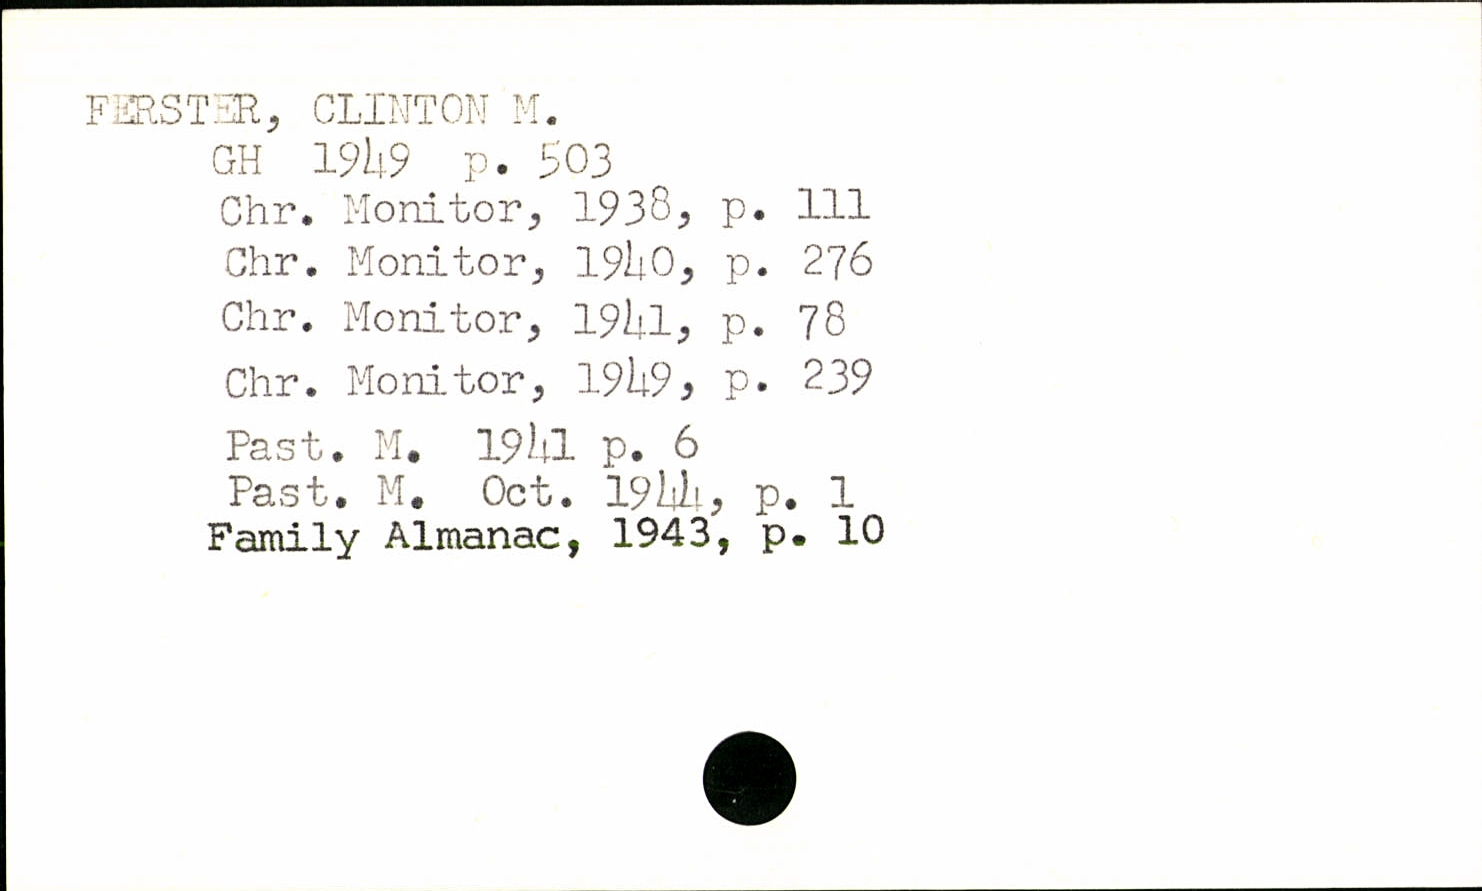 FERSTER, CLINTON M.
GH 1949 p. 503
Chr. Monitor, 1938, p. 111
Chr. Monitor, 1940, p. 276
Chr. Monitor, 1941, p. 78
Chr. Monitor, 1949, p. 239
Past. M. 1941 p. 6
Past. M. Oct. 1944, p. 1
Family Almanac, 1943, p. 10